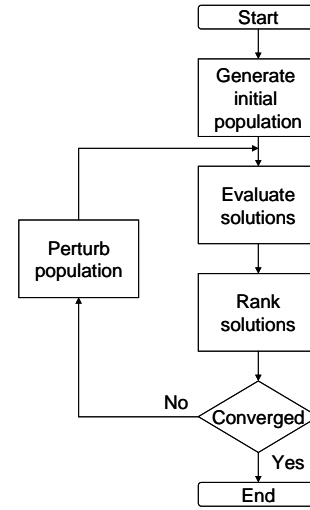 Start
Generate
initial
population
Evaluate
solutions
Perturb
population
Rank
solutions
No
Converged
Yes
End